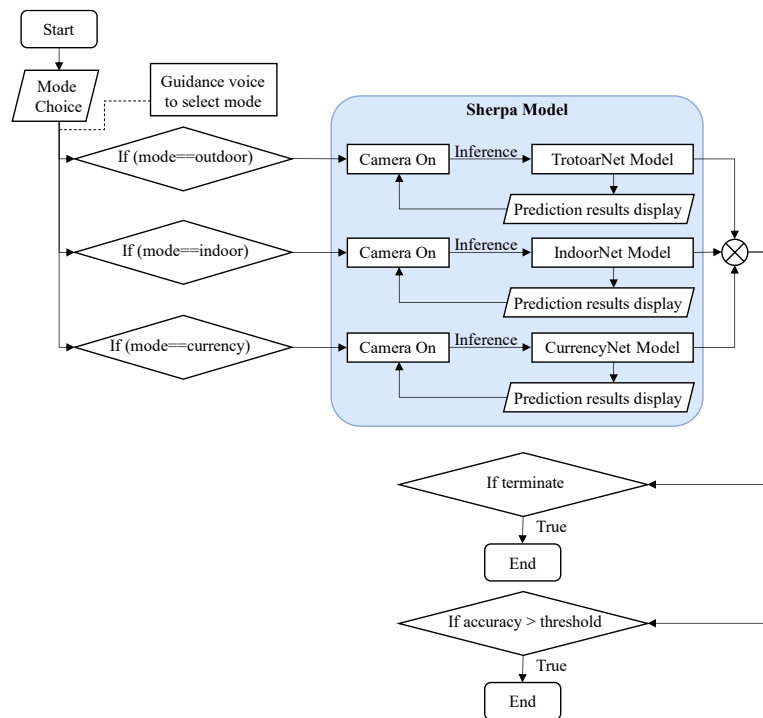 Start
Mode
Choice
Guidance voice
to select mode
Sherpa Model
If (mode==outdoor)
Camera On
Inference
TrotoarNet Model
Prediction results display
If (mode==indoor)
Camera On
Inference
IndoorNet Model
Prediction results display
If (mode==currency)
Camera On
Inference
CurrencyNet Model
Prediction results display
If terminate
True
End
If accuracy > threshold
True
End